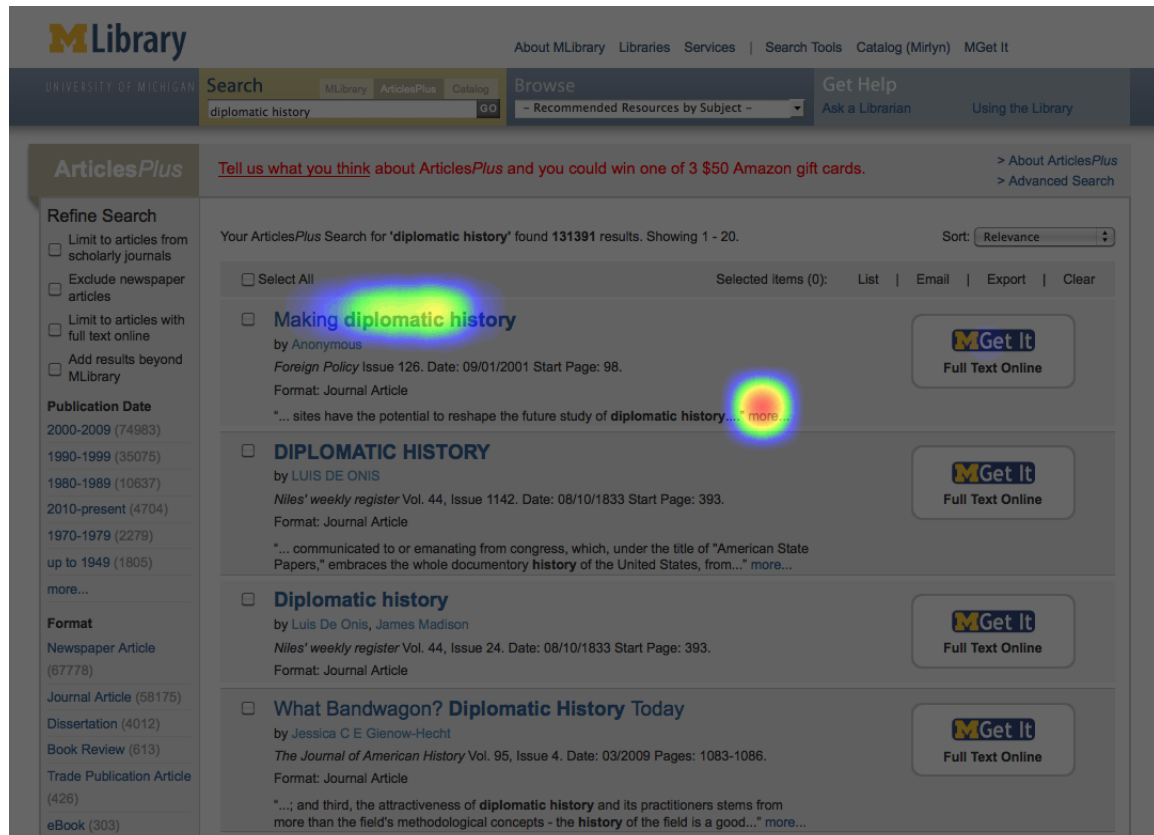 MLibrary
About MLibrary Libraries Services | Search Tools Catalog (Mirlyn) MGet It
UNIVERSITY OF MICHIGAN
Search MLibrary ArticlesPlus Catalog
diplomatic history GO
Browse
- Recommended Resources by Subject -
Get Help
Ask a Librarian Using the Library
ArticlesPlus
Tell us what you think about ArticlesPlus and you could win one of 3 $50 Amazon gift cards.
> About ArticlesPlus
> Advanced Search
Refine Search
Limit to articles from
scholarly journals
Exclude newspaper
articles
Limit to articles with
full text online
Add results beyond
MLibrary
Publication Date
2000-2009 (74983)
1990-1999 (35075)
1980-1989 (10637)
2010-present (4704)
1970-1979 (2279)
up to 1949 (1805)
more...
Format
Newspaper Article
(67778)
Journal Article (58175)
Dissertation (4012)
Book Review (613)
Trade Publication Article
(426)
eBook (303)
Your ArticlesPlus Search for 'diplomatic history' found 131391 results. Showing 1 - 20.
Sort: Relevance
Select All
Selected items (0): List | Email | Export | Clear
Making diplomatic history
by Anonymous
Foreign Policy Issue 126. Date: 09/01/2001 Start Page: 98.
Format: Journal Article
"... sites have the potential to reshape the future study of diplomatic history...." more...
MGet It
Full Text Online
DIPLOMATIC HISTORY
by LUIS DE ONIS
Niles' weekly register Vol. 44, Issue 1142. Date: 08/10/1833 Start Page: 393.
Format: Journal Article
"... communicated to or emanating from congress, which, under the title of "American State
Papers," embraces the whole documentory history of the United States, from..." more...
MGet It
Full Text Online
Diplomatic history
by Luis De Onis, James Madison
Niles' weekly register Vol. 44, Issue 24. Date: 08/10/1833 Start Page: 393.
Format: Journal Article
MGet It
Full Text Online
What Bandwagon? Diplomatic History Today
by Jessica C E Gienow-Hecht
The Journal of American History Vol. 95, Issue 4. Date: 03/2009 Pages: 1083-1086.
Format: Journal Article
"...; and third, the attractiveness of diplomatic history and its practitioners stems from
more than the field's methodological concepts - the history of the field is a good..." more...
MGet It
Full Text Online